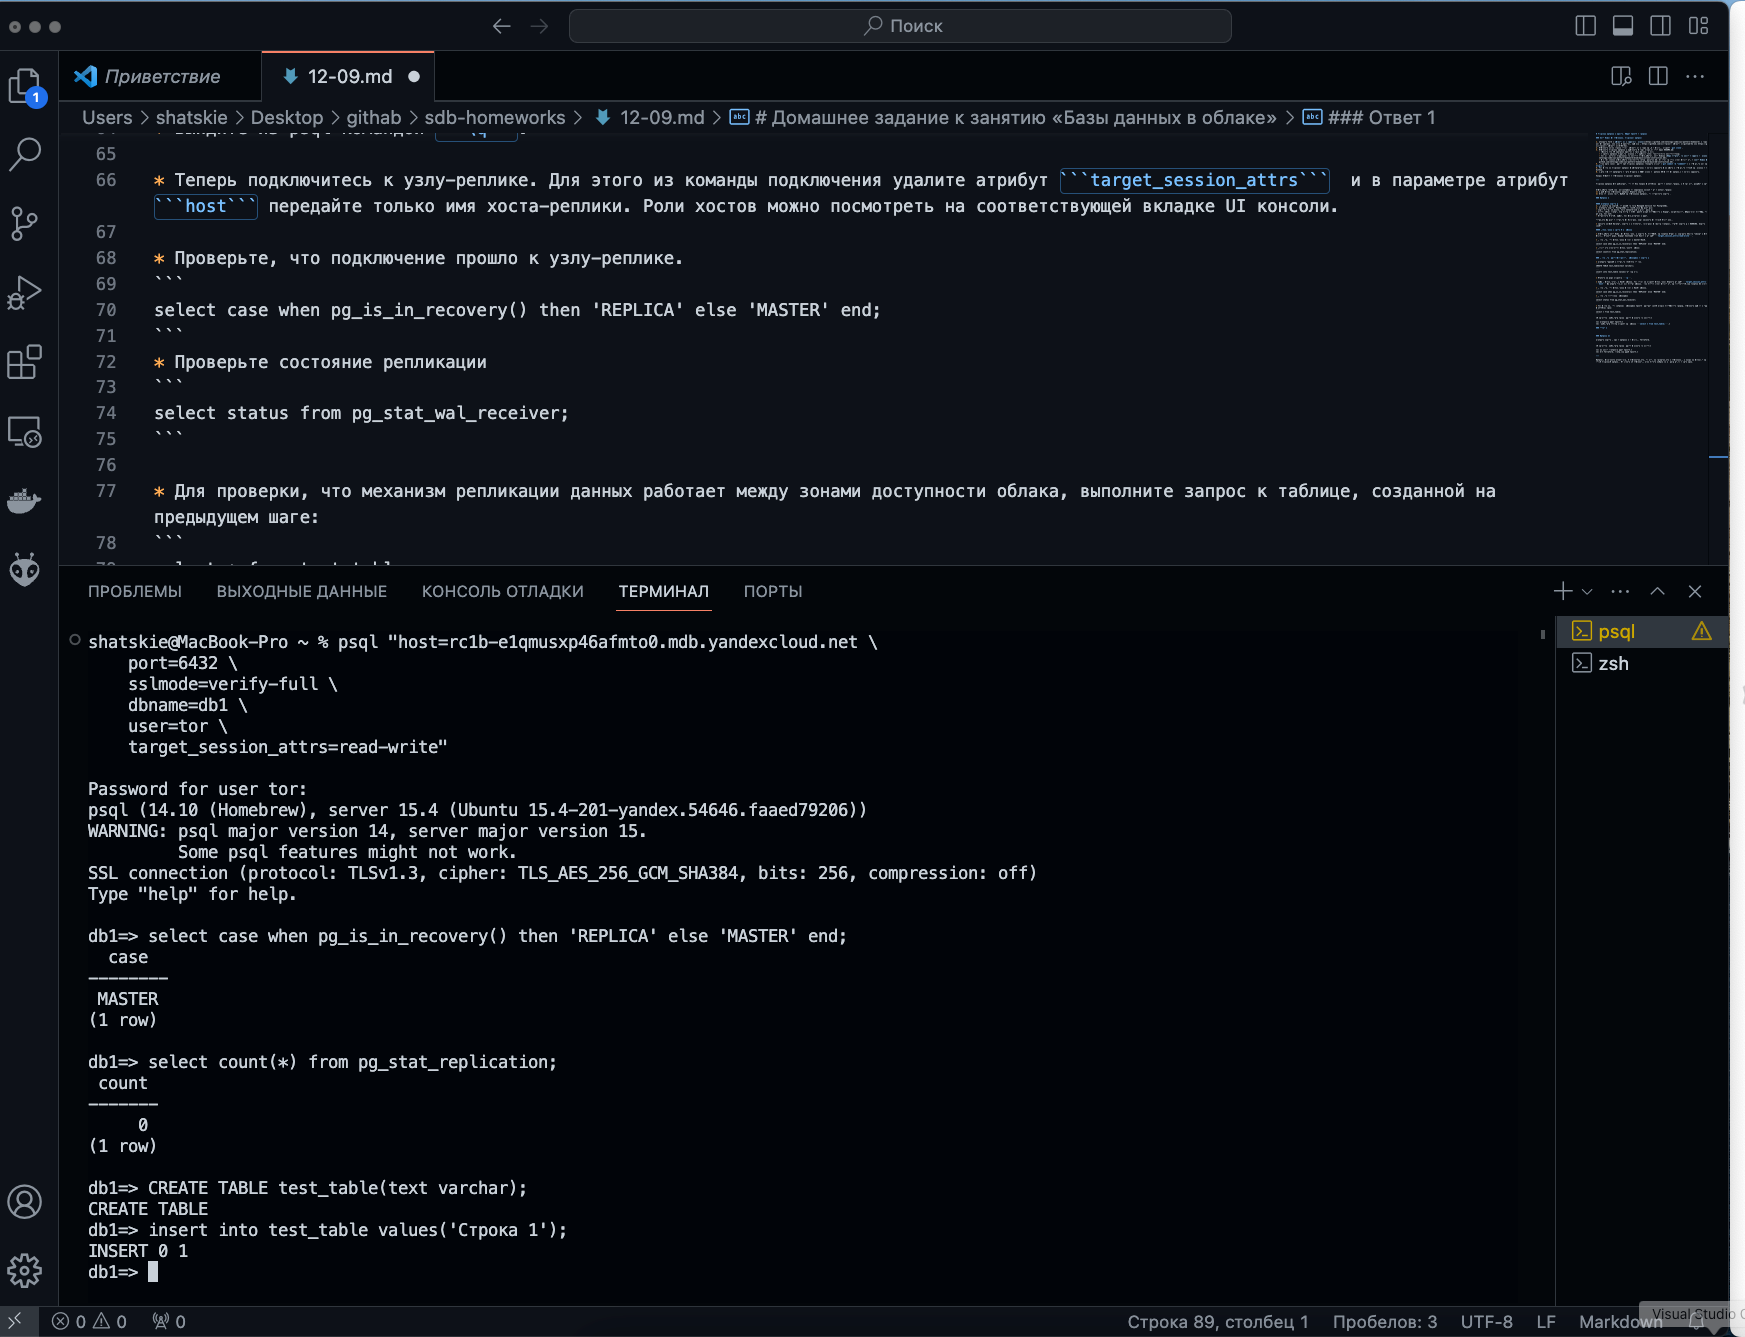 Поиск
Приветствие
12-09.md
1
Users > shatskie > Desktop > githab > sdb-homeworks > 12-09.md > # Домашнее задание к занятию «Базы данных в облаке» > ### Ответ 1
65
66 * Теперь подключитесь к узлу-реплике. Для этого из команды подключения удалите атрибут ```target_session_attrs``` и в параметре атрибут
```host``` передайте только имя хоста-реплики. Роли хостов можно посмотреть на соответствующей вкладке UI консоли.
67
68 * Проверьте, что подключение прошло к узлу-реплике.
69 ```
70 select case when pg_is_in_recovery() then 'REPLICA' else 'MASTER' end;
71 ```
72 * Проверьте состояние репликации
73 ```
74 select status from pg_stat_wal_receiver;
75 ```
76
77 * Для проверки, что механизм репликации данных работает между зонами доступности облака, выполните запрос к таблице, созданной на
предыдущем шаге:
78 ```
ПРОБЛЕМЫ ВЫХОДНЫЕ ДАННЫЕ КОНСОЛЬ ОТЛАДКИ ТЕРМИНАЛ ПОРТЫ
psql
zsh
shatskie@MacBook-Pro ~ % psql "host=rc1b-e1qmusxp46afmto0.mdb.yandexcloud.net \
port=6432 \
sslmode=verify-full \
dbname=db1 \
user=tor \
target_session_attrs=read-write"
Password for user tor:
psql (14.10 (Homebrew), server 15.4 (Ubuntu 15.4-201-yandex.54646.faaed79206))
WARNING: psql major version 14, server major version 15.
Some psql features might not work.
SSL connection (protocol: TLSv1.3, cipher: TLS_AES_256_GCM_SHA384, bits: 256, compression: off)
Type "help" for help.
db1=> select case when pg_is_in_recovery() then 'REPLICA' else 'MASTER' end;
case
--------
MASTER
(1 row)
db1=> select count(*) from pg_stat_replication;
count
-------
0
(1 row)
db1=> CREATE TABLE test_table(text varchar);
CREATE TABLE
db1=> insert into test_table values('Строка 1');
INSERT 0 1
db1=>
0 0 0 Строка 89, столбец 1 Пробелов: 3 UTF-8 LF Markdown
Visual Studio